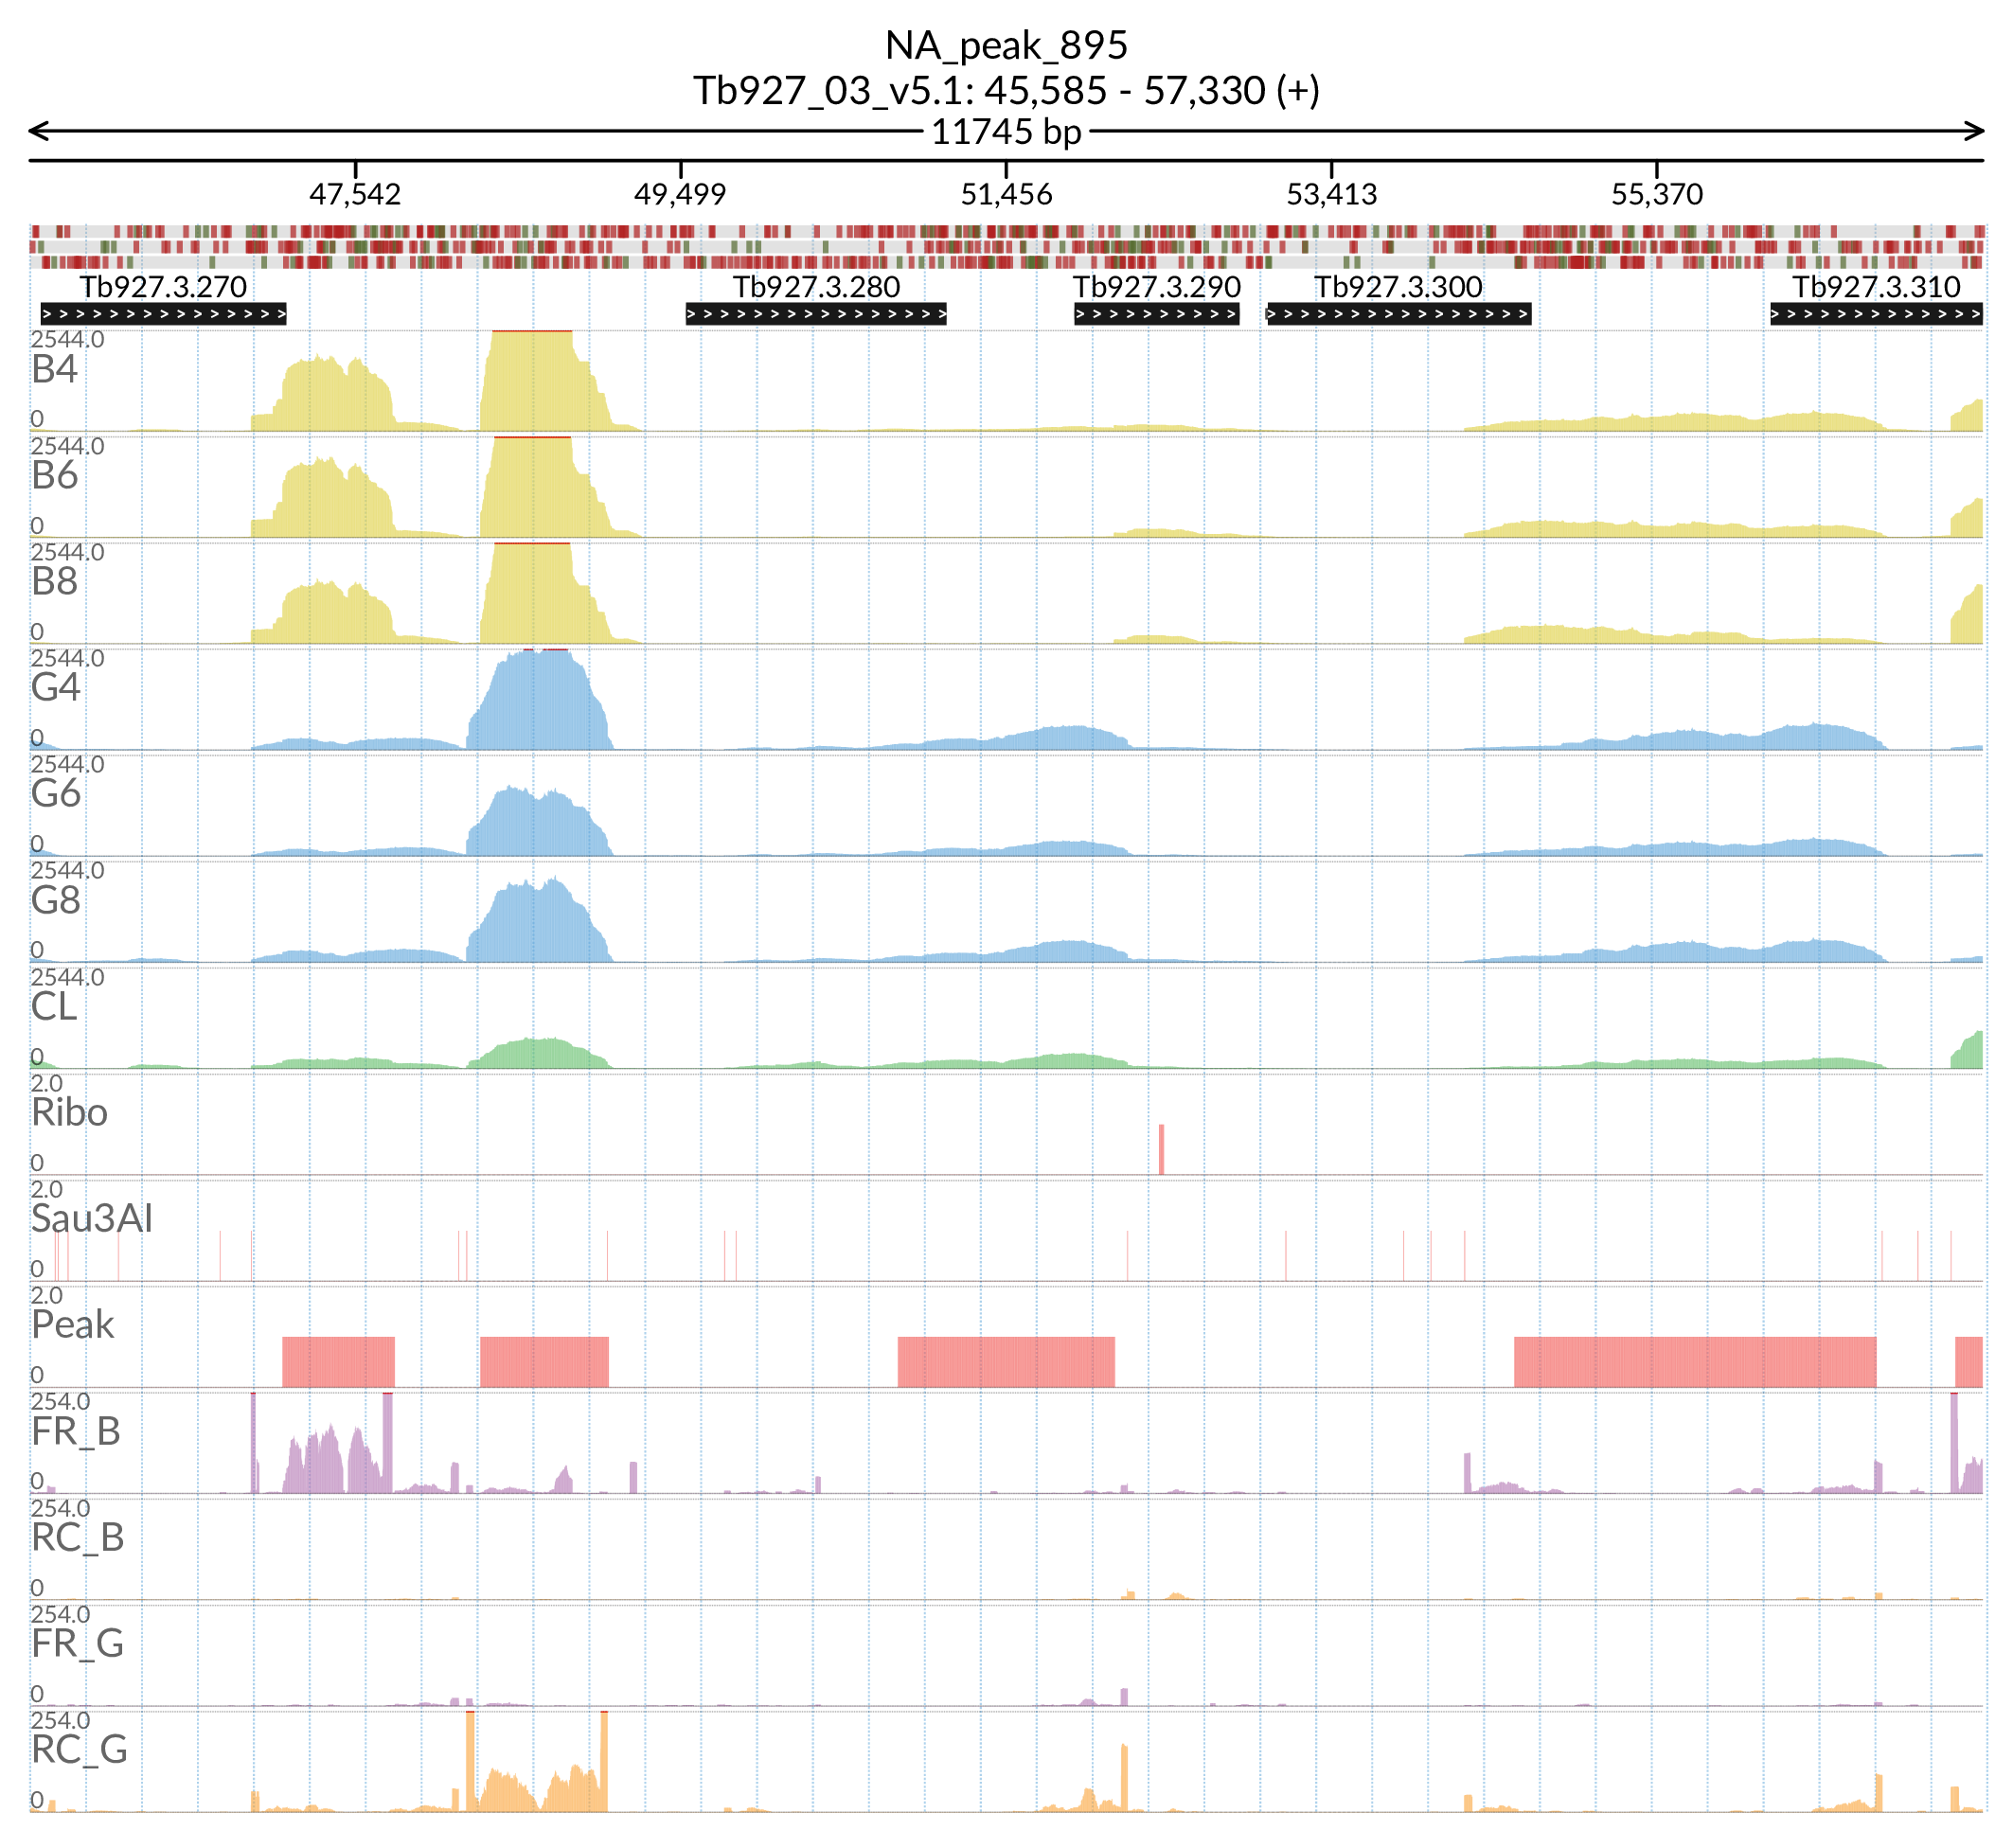 NA_peak_895
Tb927_03_v5.1: 45,585 - 57,330 (+)
11745 bp
47,542 49,499 51,456 53,413 55,370
Tb927.3.270 Tb927.3.280 Tb927.3.290 Tb927.3.300 Tb927.3.310
2544.0
B4
0
2544.0
B6
0
2544.0
B8
0
2544.0
G4
0
2544.0
G6
0
2544.0
G8
0
2544.0
CL
0
2.0
Ribo
0
2.0
Sau3AI
0
2.0
Peak
0
254.0
FR_B
0
254.0
RC_B
0
254.0
FR_G
0
254.0
RC_G
0